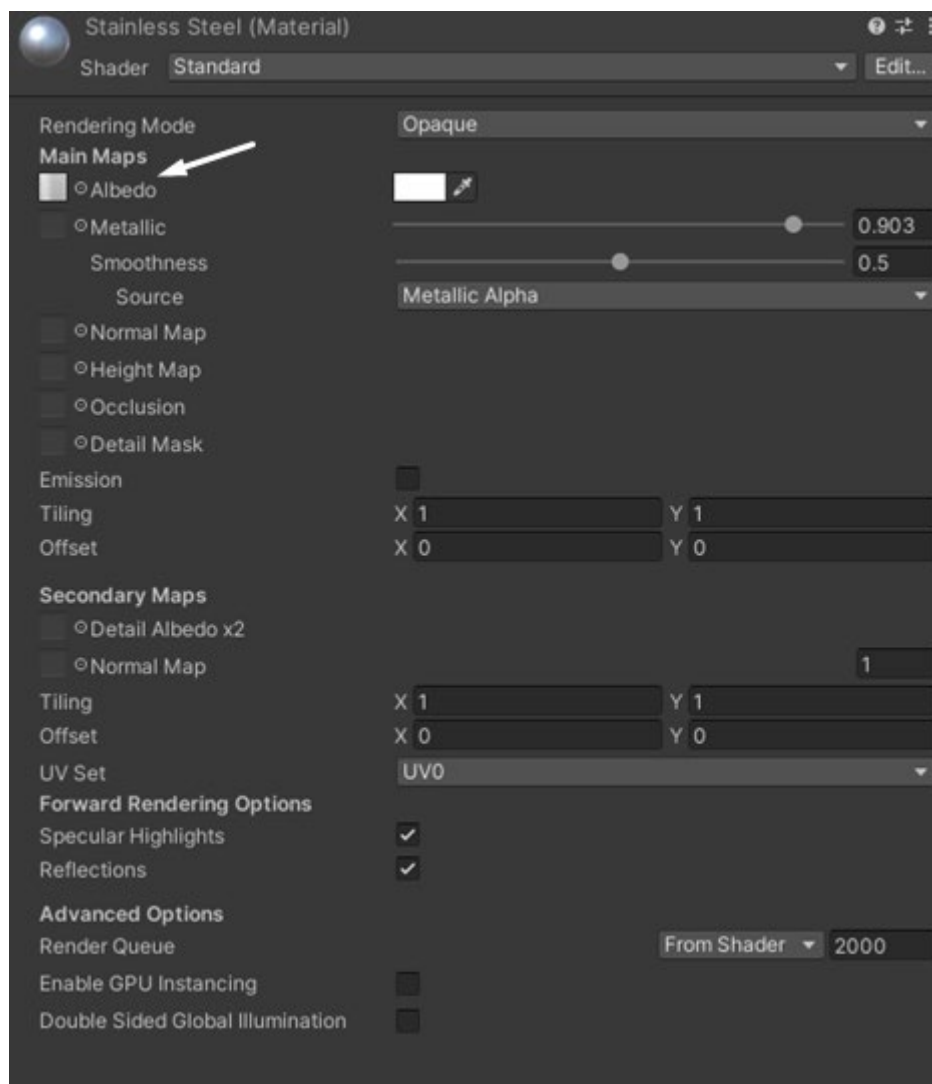 Stainless Steel (Material)
Shader Standard Edit...
Rendering Mode Opaque
Main Maps
Albedo
Metallic 0.903
Smoothness 0.5
Source Metallic Alpha
Normal Map
Height Map
Occlusion
Detail Mask
Emission
Tiling X 1 Y 1
Offset X 0 Y 0
Secondary Maps
Detail Albedo x2
Normal Map 1
Tiling X 1 Y 1
Offset X 0 Y 0
UV Set UV0
Forward Rendering Options
Specular Highlights
Reflections
Advanced Options
Render Queue From Shader 2000
Enable GPU Instancing
Double Sided Global Illumination